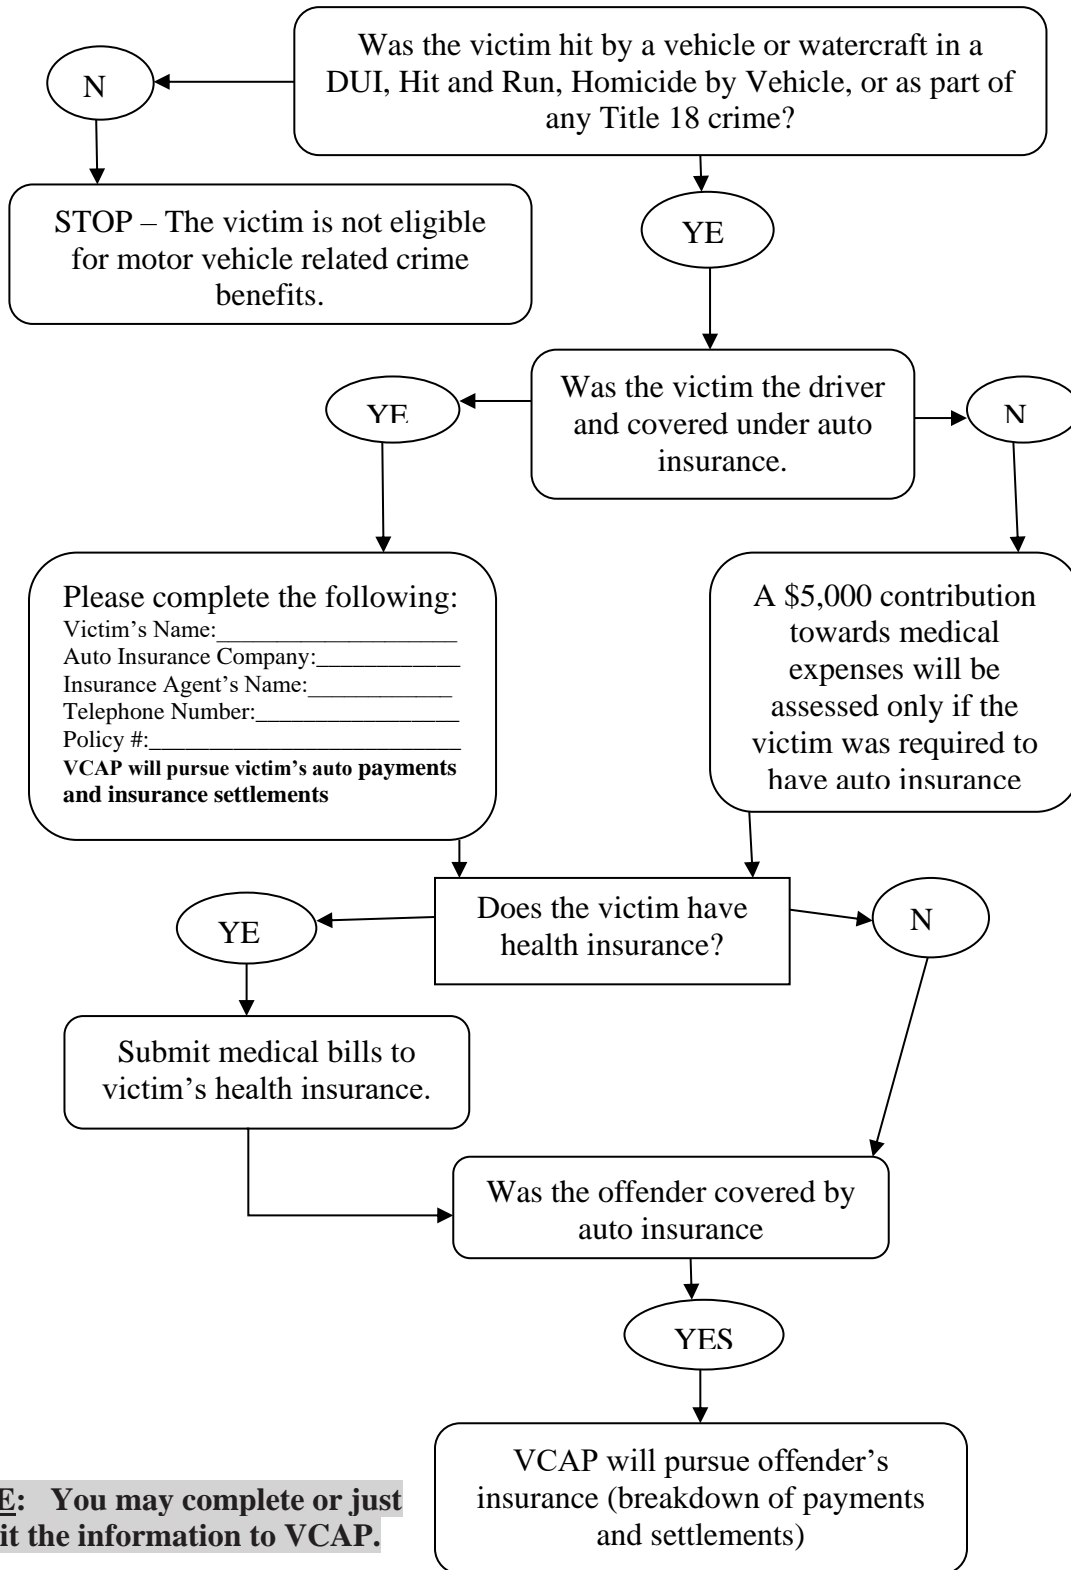 Was the victim hit by a vehicle or watercraft in a
DUI, Hit and Run, Homicide by Vehicle, or as part of
any Title 18 crime?
N
STOP – The victim is not eligible
for motor vehicle related crime
benefits.
YE
Was the victim the driver
and covered under auto
insurance.
YE
N
Please complete the following:
Victim’s Name:____________________
Auto Insurance Company:____________
Insurance Agent’s Name:____________
Telephone Number:_________________
Policy #:__________________________
VCAP will pursue victim’s auto payments
and insurance settlements
A $5,000 contribution
towards medical
expenses will be
assessed only if the
victim was required to
have auto insurance
Does the victim have
health insurance?
YE
N
Submit medical bills to
victim’s health insurance.
Was the offender covered by
auto insurance
YES
VCAP will pursue offender’s
insurance (breakdown of payments
and settlements)
E: You may complete or just
it the information to VCAP.